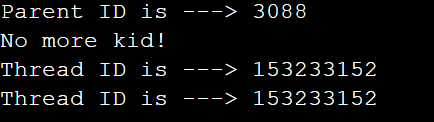 Parent ID is ---> 3088
No more kid!
Thread ID is ---> 153233152
Thread ID is ---> 153233152